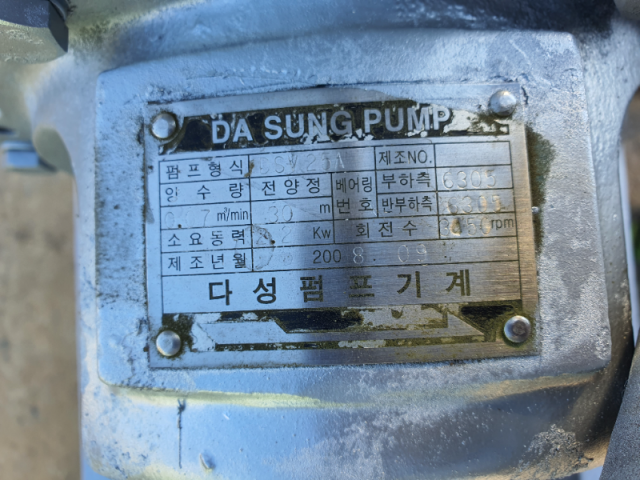 DA SUNG PUMP
펌프형식 제조NO.
양수량 전양정 베어링 부하측 6305
m³/min 30 m 번호 반부하측
소요동력 Kw 회전수 rpm
제조년월 2008. 09
다성펌프기계